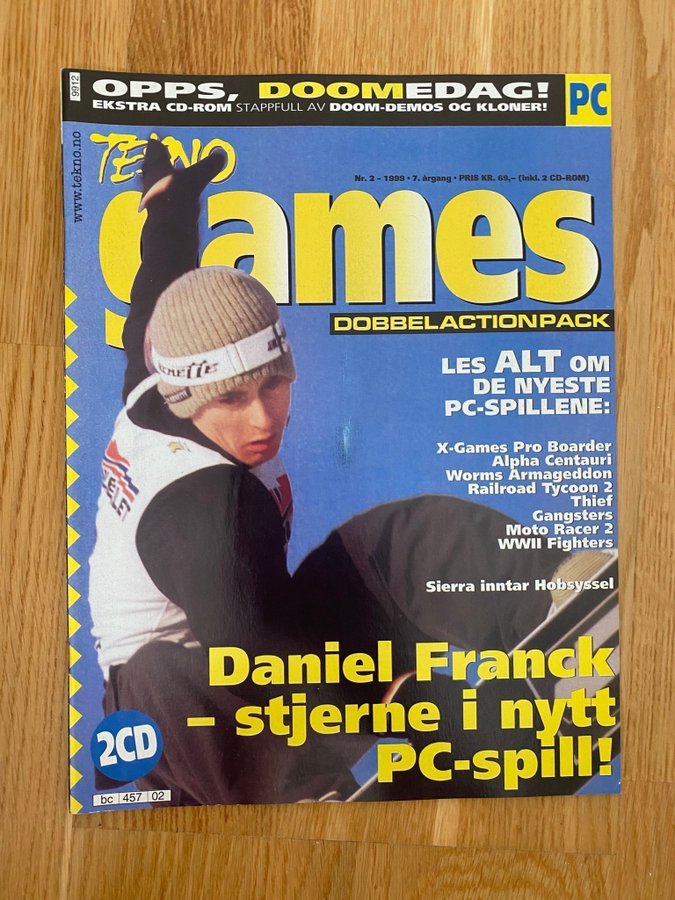 9912
OPPS, DOOMEDAG!
EKSTRA CD-ROM STAPPFULL AV DOOM-DEMOS OG KLONER!
PC
www.tekno.no
TEKNO
Nr. 2 - 1999 • 7. årgang • PRIS KR. 69,- (inkl. 2 CD-ROM)
games
DOBBELACTIONPACK
LES ALT OM
DE NYESTE
PC-SPILLENE:
X-Games Pro Boarder
Alpha Centauri
Worms Armageddon
Railroad Tycoon 2
Thief
Gangsters
Moto Racer 2
WWII Fighters
Sierra inntar Hobsyssel
Daniel Franck
– stjerne i nytt
PC-spill!
2CD
bc 457 02